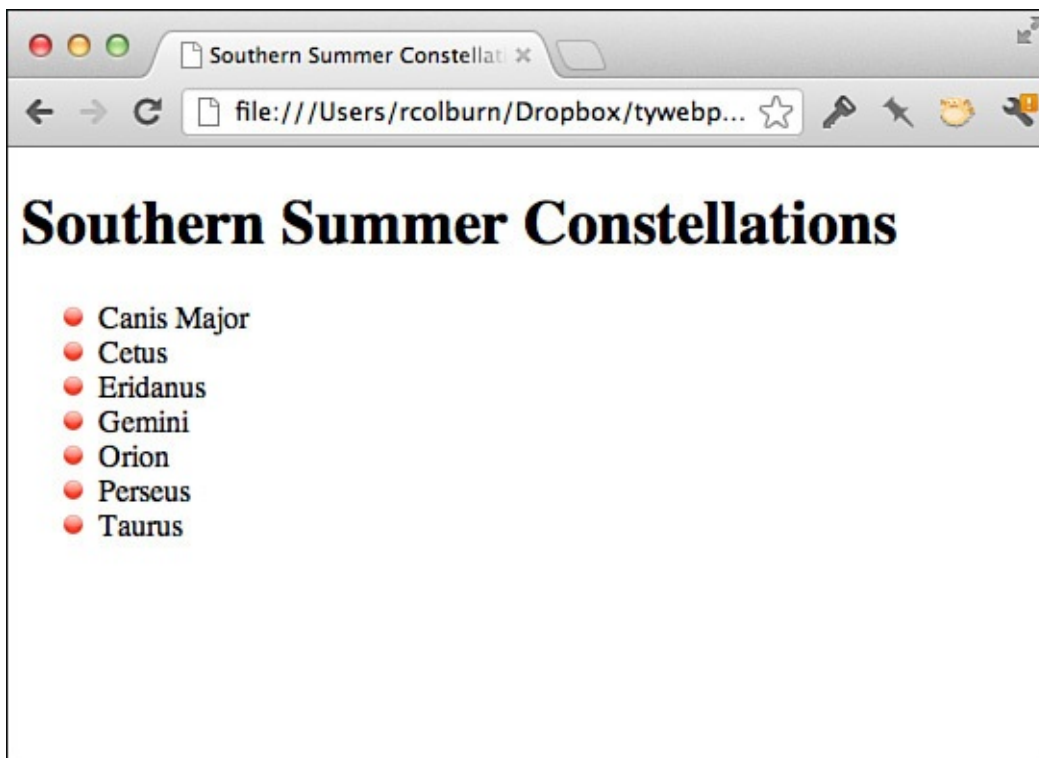 Southern Summer Constellati
file:///Users/rcolburn/Dropbox/tywebp...
Southern Summer Constellations
Canis Major
Cetus
Eridanus
Gemini
Orion
Perseus
Taurus